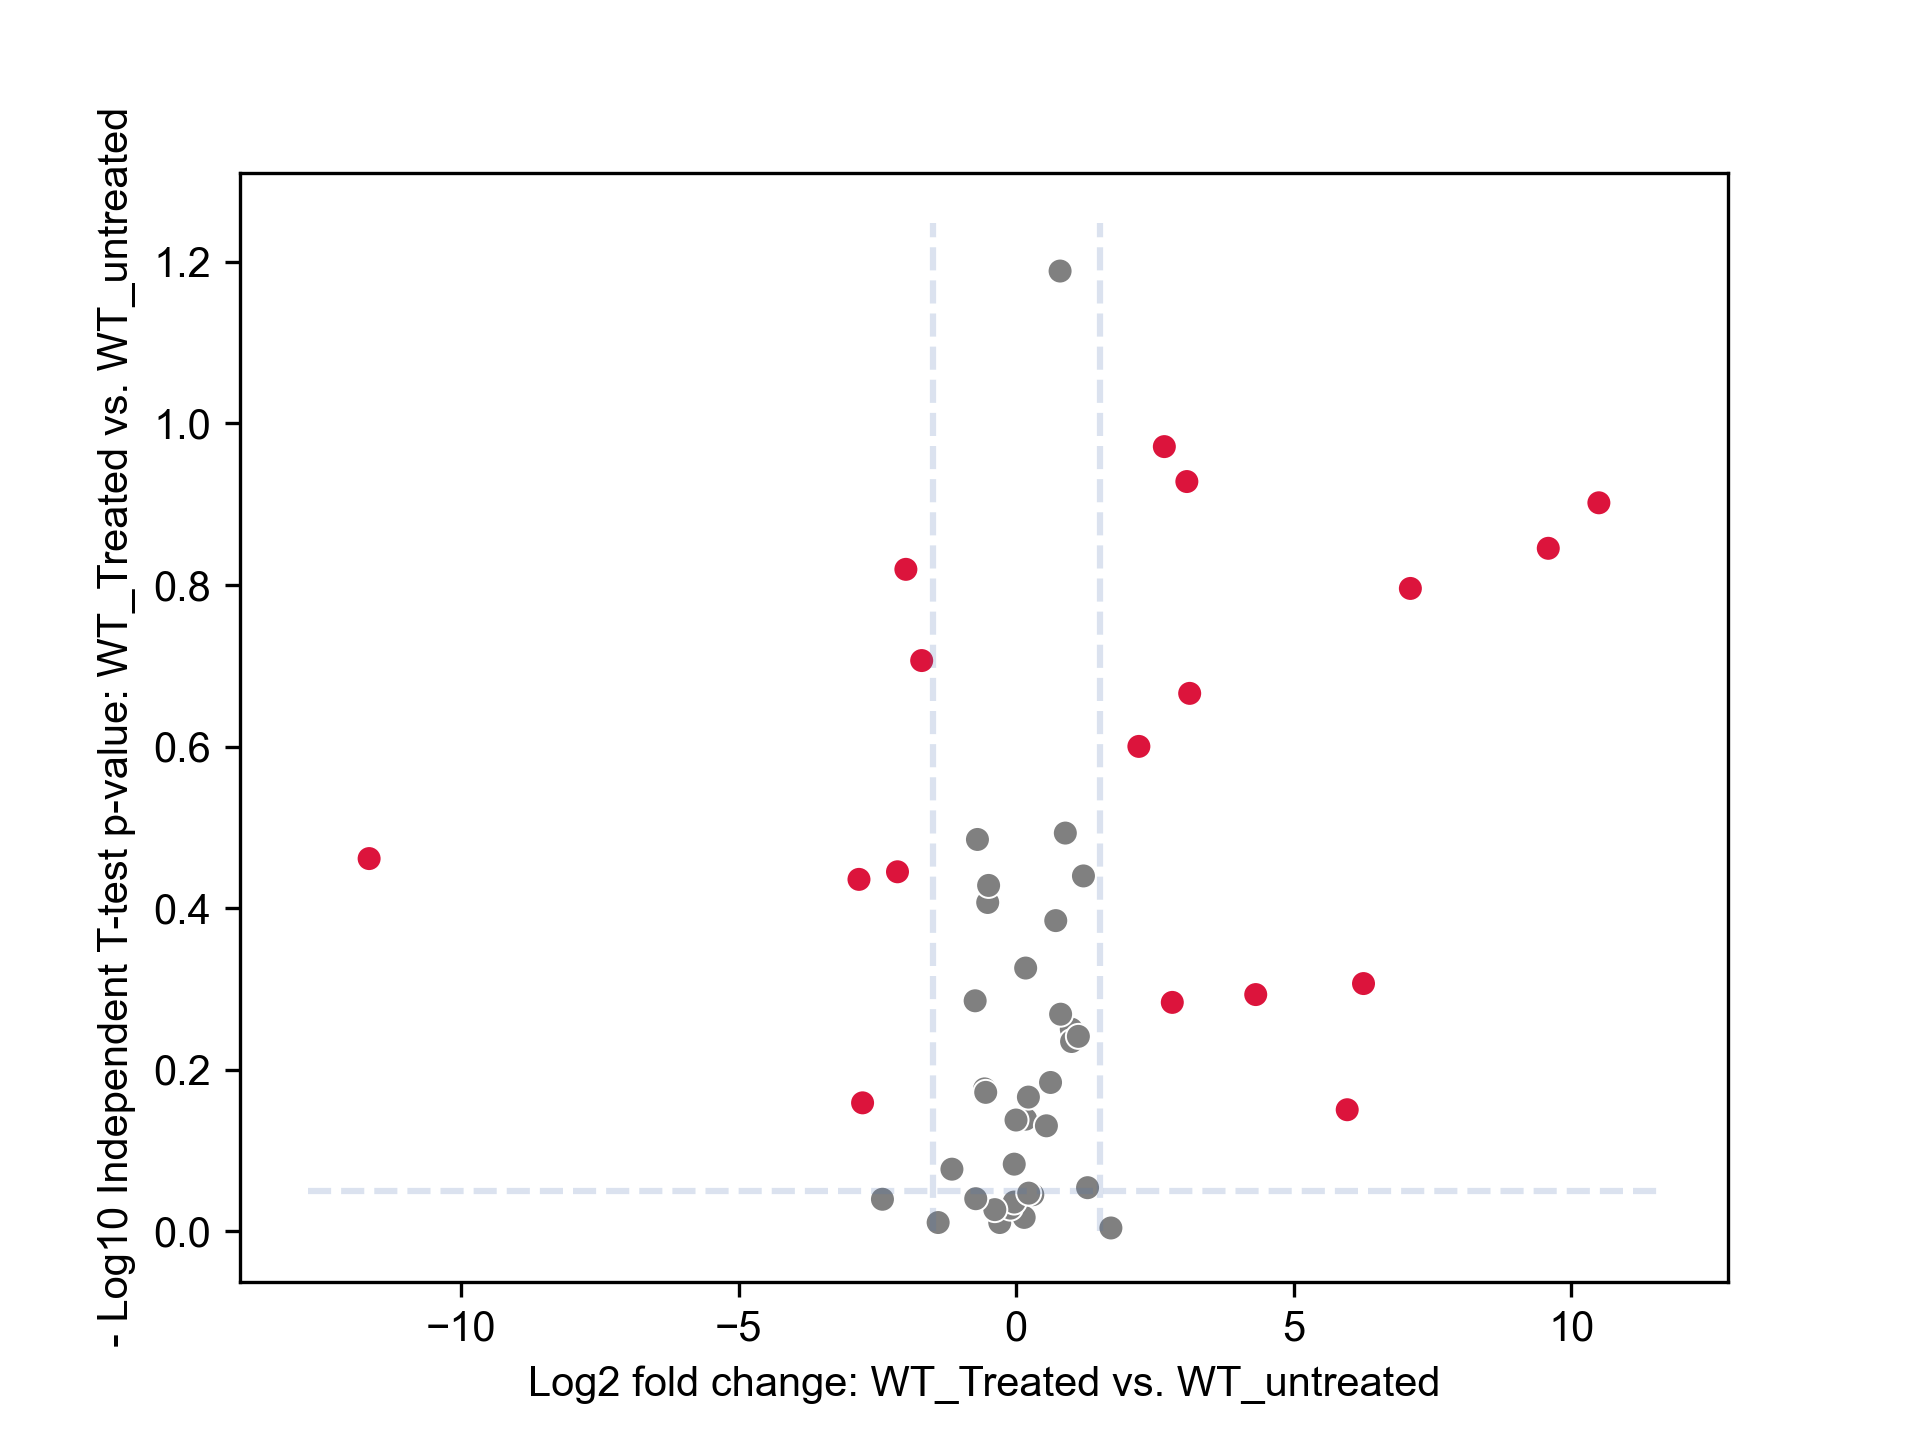 - Log10 Independent T-test p-value: WT_Treated vs. WT_untreated
1.2
1.0
0.8
0.6
0.4
0.2
0.0
−10 −5 0 5 10
Log2 fold change: WT_Treated vs. WT_untreated